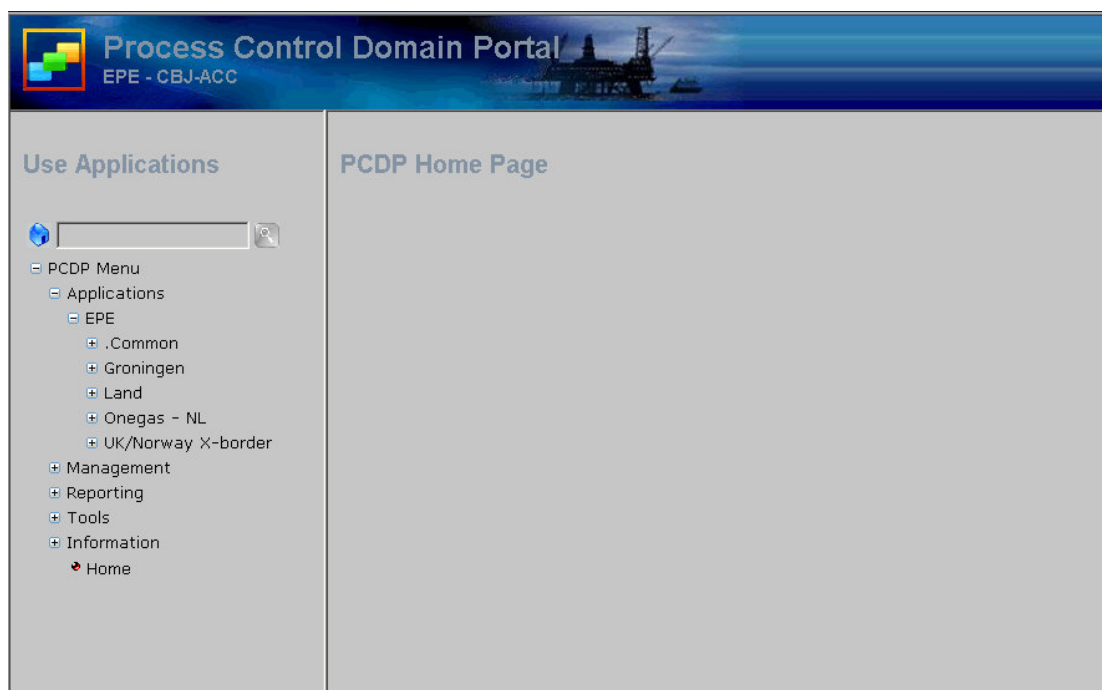 Process Control Domain Portal
EPE - CBJ-ACC
Use Applications
PCDP Home Page
PCDP Menu
Applications
EPE
.Common
Groningen
Land
Onegas - NL
UK/Norway X-border
Management
Reporting
Tools
Information
Home